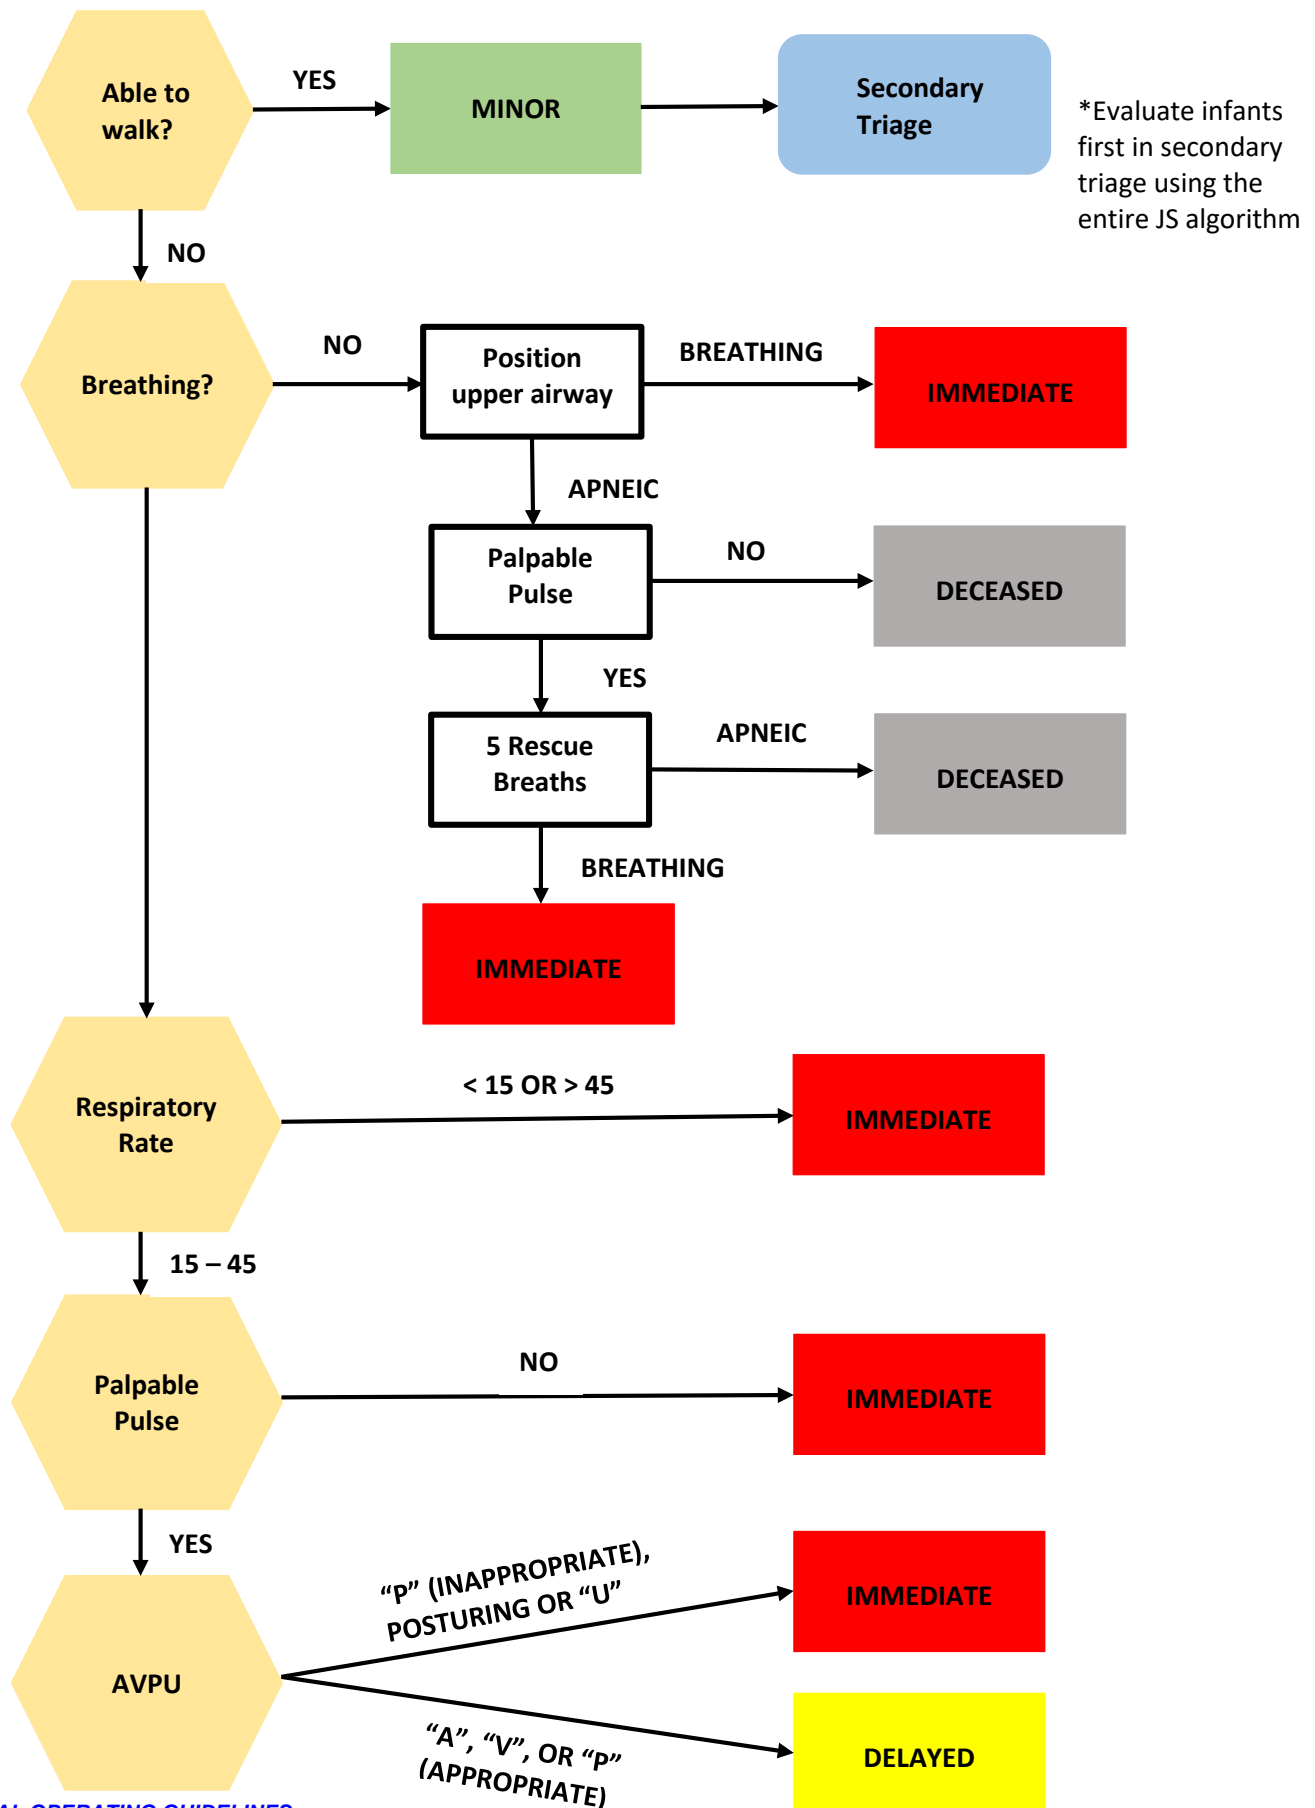 Able to
walk?
YES
MINOR
Secondary
Triage
*Evaluate infants
first in secondary
triage using the
entire JS algorithm
NO
Breathing?
NO
Position
upper airway
BREATHING
IMMEDIATE
APNEIC
Palpable
Pulse
NO
DECEASED
YES
5 Rescue
Breaths
APNEIC
DECEASED
BREATHING
IMMEDIATE
Respiratory
Rate
< 15 OR > 45
IMMEDIATE
15 – 45
Palpable
Pulse
NO
IMMEDIATE
YES
AVPU
“P” (INAPPROPRIATE),
POSTURING OR “U”
IMMEDIATE
“A”, “V”, OR “P”
(APPROPRIATE)
DELAYED
OPERATING GUIDELINES